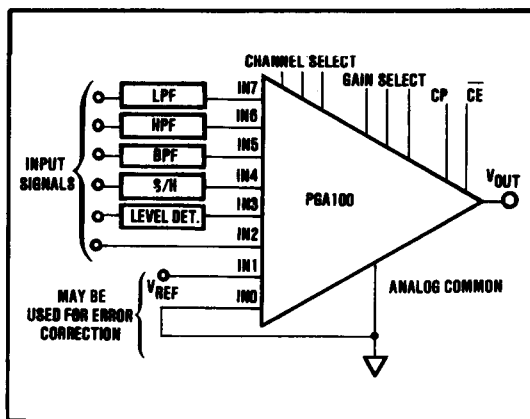 CHANNEL SELECT
GAIN SELECT
CP
CE
LPF
IN7
HPF
IN6
BPF
IN5
INPUT
SIGNALS
S/H
IN4
LEVEL DET.
IN3
IN2
PGA100
VOUT
IN1
VREF
IN0
MAY BE
USED FOR ERROR
CORRECTION
ANALOG COMMON